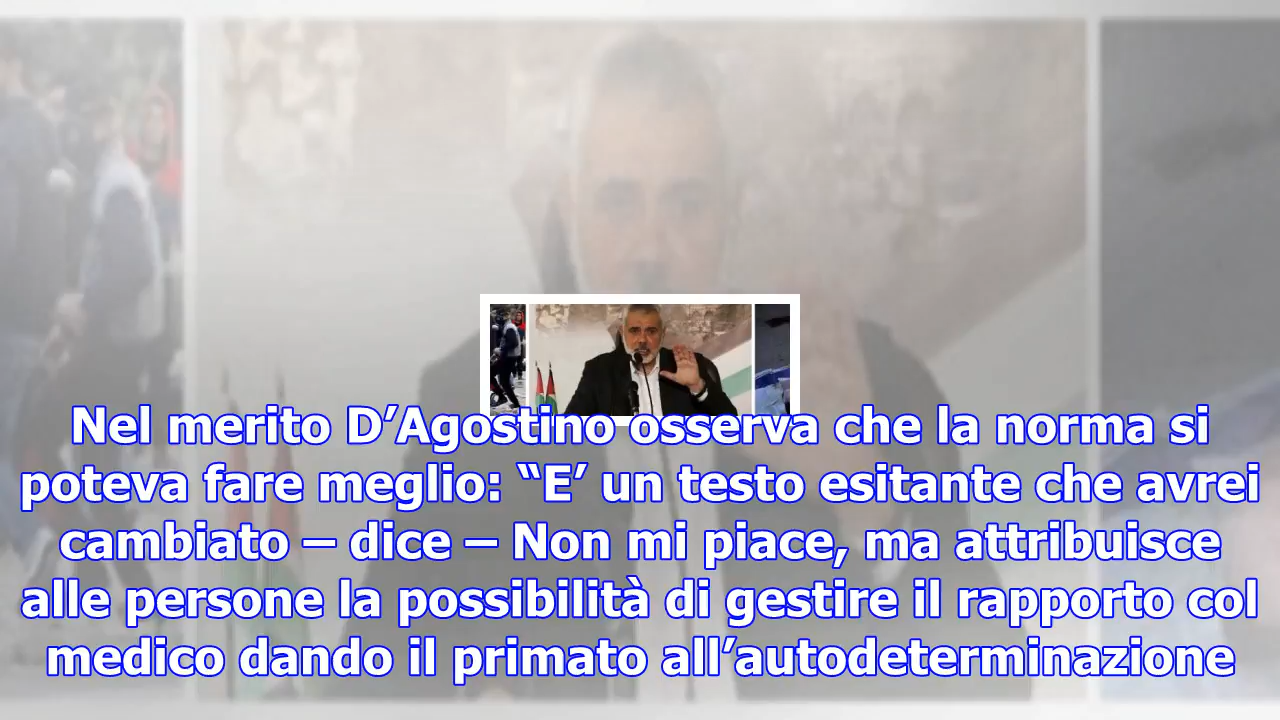 Nel merito D’Agostino osserva che la norma si
poteva fare meglio: “E’ un testo esitante che avrei
cambiato – dice – Non mi piace, ma attribuisce
alle persone la possibilità di gestire il rapporto col
medico dando il primato all’autodeterminazione